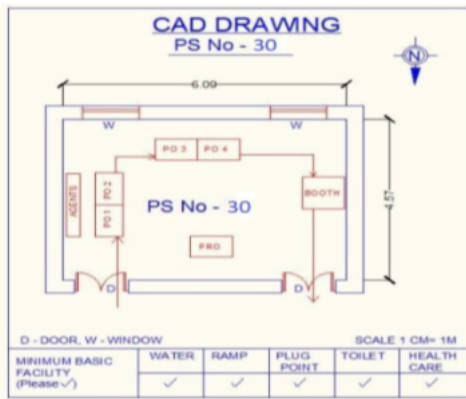 CAD DRAWING
PS No - 30
N
6.09
W
W
PO 3
PO 4
AGENTS
PO 1
PO 2
BOOTH
4.57
PS No - 30
PRO
D
D
D - DOOR, W - WINDOW
SCALE 1 CM= 1M
MINIMUM BASIC
FACILITY
(Please ✓)
WATER
RAMP
PLUG
POINT
TOILET
HEALTH
CARE
✓
✓
✓
✓
✓